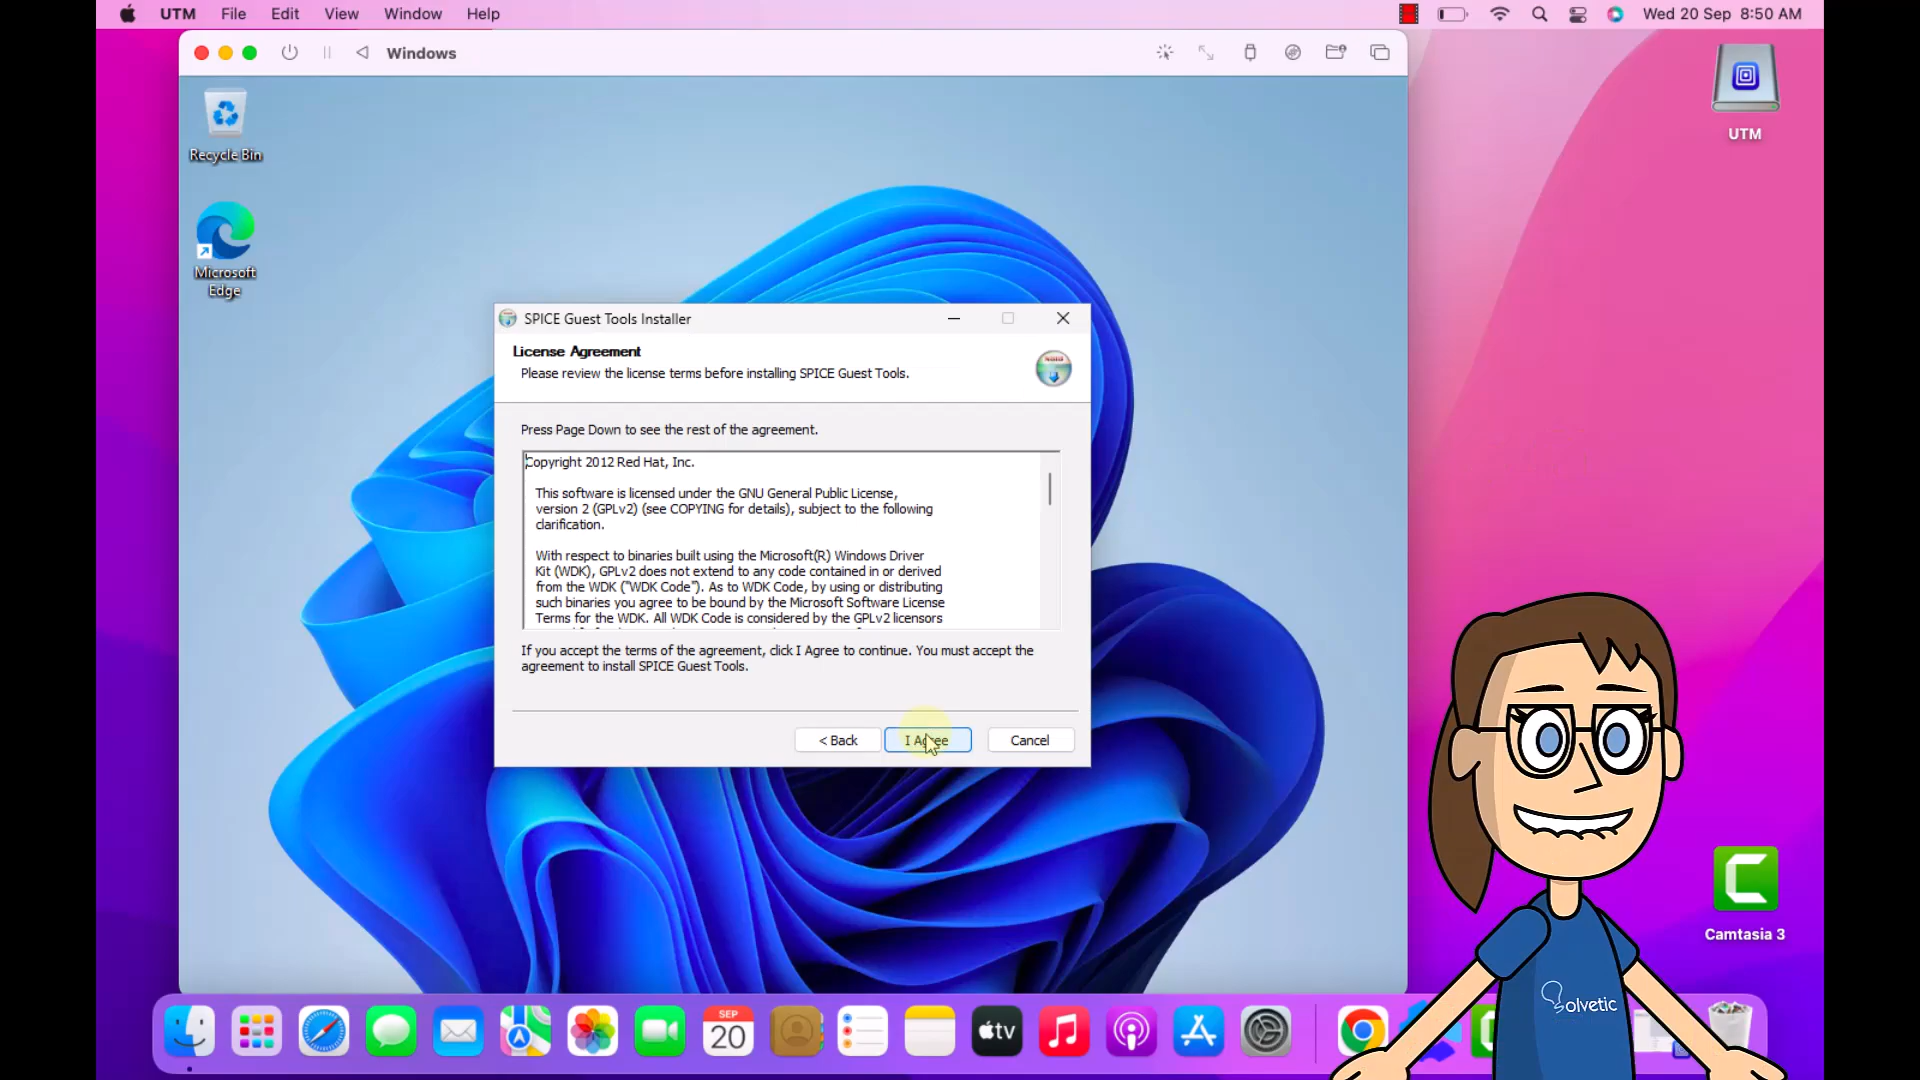 UTM File Edit View Window Help
Wed 20 Sep 8:50 AM
Windows
Recycle Bin
Microsoft
Edge
UTM
SPICE Guest Tools Installer
License Agreement
Please review the license terms before installing SPICE Guest Tools.
Press Page Down to see the rest of the agreement.
Copyright 2012 Red Hat, Inc.
This software is licensed under the GNU General Public License,
version 2 (GPLv2) (see COPYING for details), subject to the following
clarification.
With respect to binaries built using the Microsoft(R) Windows Driver
Kit (WDK), GPLv2 does not extend to any code contained in or derived
from the WDK ("WDK Code"). As to WDK Code, by using or distributing
such binaries you agree to be bound by the Microsoft Software License
Terms for the WDK. All WDK Code is considered by the GPLv2 licensors
If you accept the terms of the agreement, click I Agree to continue. You must accept the
agreement to install SPICE Guest Tools.
< Back I Agree Cancel
Camtasia 3
Solvetic
SEP
20
tv